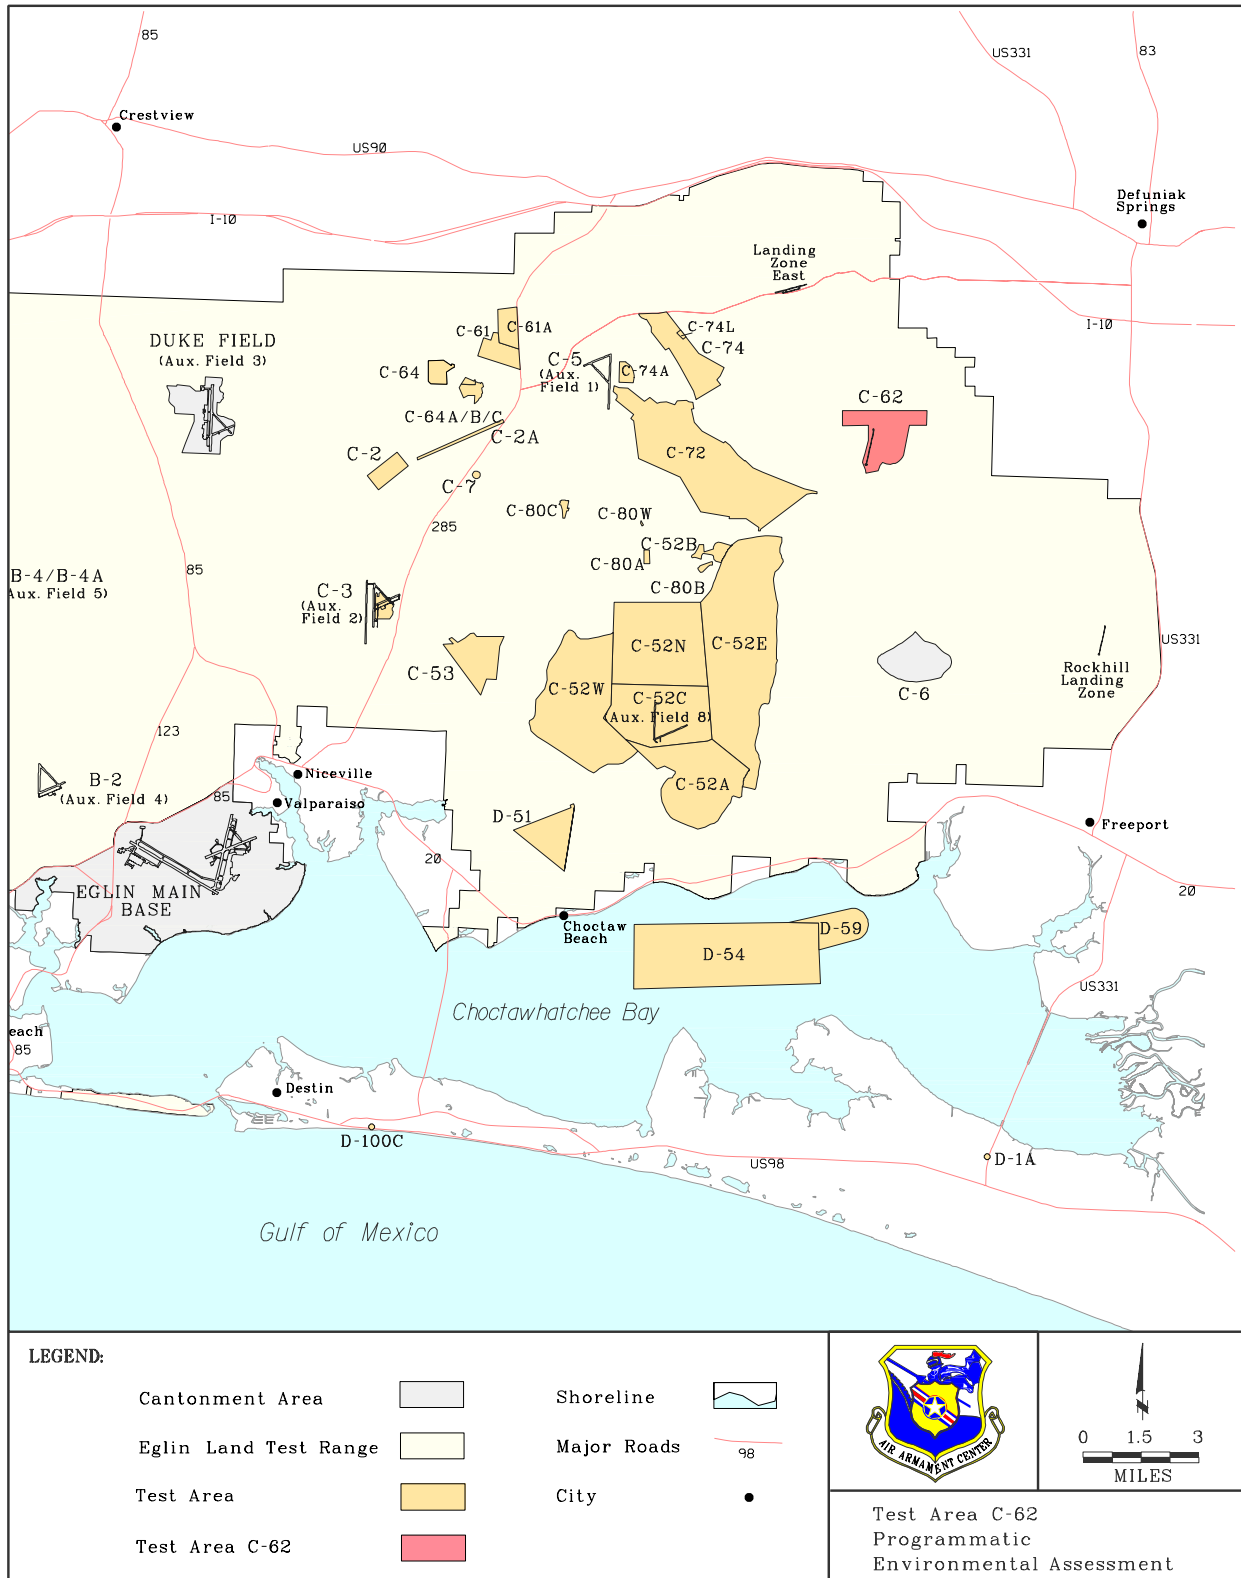 85
US331
83
Crestview
US90
Defuniak
Springs
I-10
Landing
Zone
East
I-10
C-61
C-61A
C-74L
C-74
DUKE FIELD
(Aux. Field 3)
C-64
C-5
(Aux.
Field 1)
C-74A
C-62
C-64A/B/C
C-2A
C-2
C-72
C-7
C-80C
C-80W
285
C-52B
C-80A
85
B-4/B-4A
Aux. Field 5)
C-80B
C-3
(Aux.
Field 2)
US331
C-52N
C-52E
C-53
Rockhill
Landing
Zone
C-52W
C-52C
(Aux. Field 8)
C-6
123
Niceville
B-2
(Aux. Field 4)
85
Valparaiso
C-52A
D-51
Freeport
20
EGLIN MAIN
BASE
20
Choctaw
Beach
D-59
D-54
US331
Choctawhatchee Bay
each
85
Destin
D-100C
US98
D-1A
Gulf of Mexico
LEGEND:
Cantonment Area
Eglin Land Test Range
Test Area
Test Area C-62
Shoreline
Major Roads
98
City
AIR ARMAMENT CENTER
0 1.5 3
MILES
Test Area C-62
Programmatic
Environmental Assessment